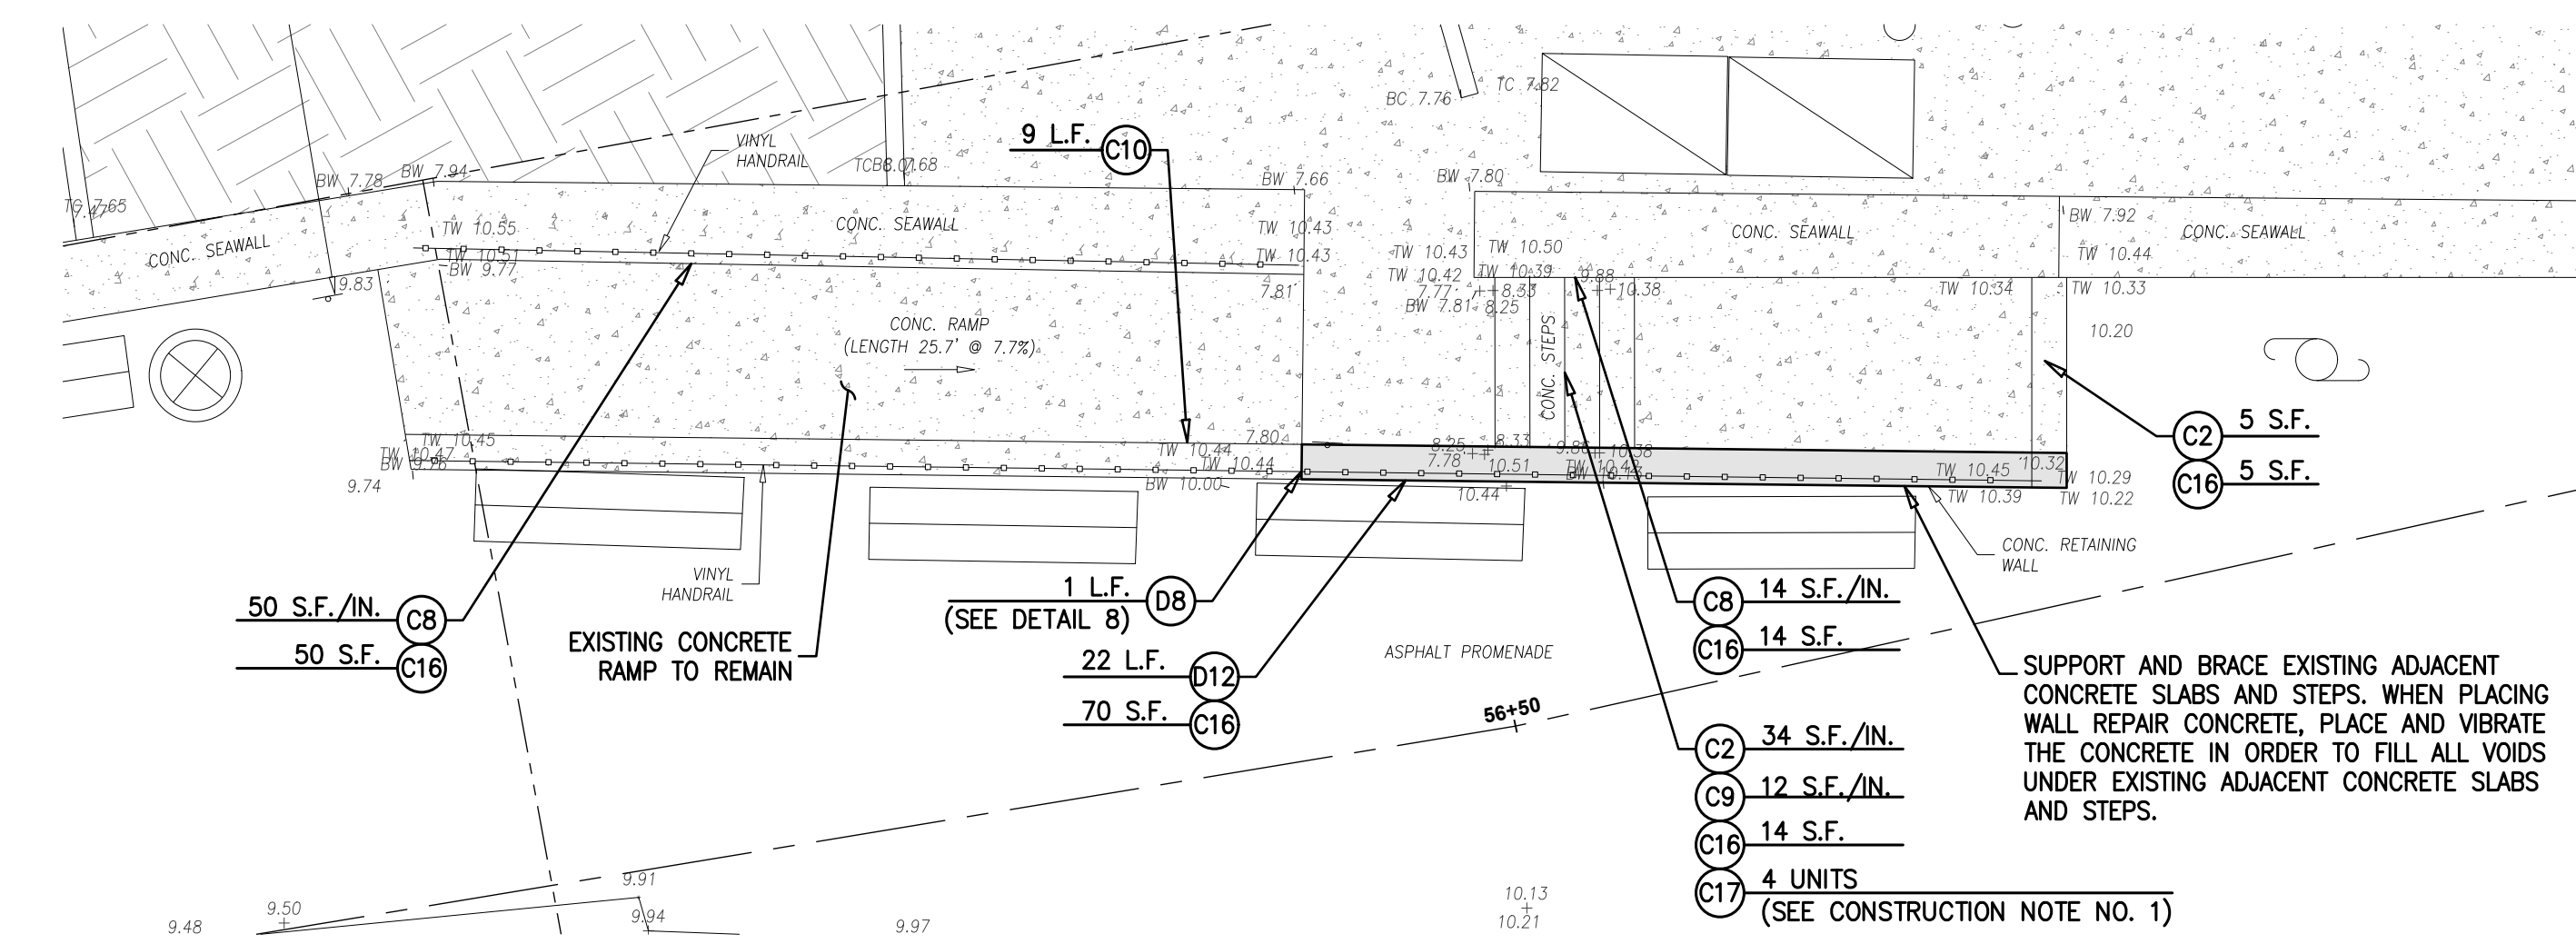 TC 7.82
BC 7.76
9 L.F. C10
VINYL
HANDRAIL
BW 7.94
BW 7.78
BW 7.66
BW 7.80
TW 10.55
CONC. SEAWALL
TW 10.43
TW 10.50
CONC. SEAWALL
BW 7.92
CONC. SEAWALL
CONC. SEAWALL
TW 10.51
BW 9.77
TW 10.43
TW 10.43
TW 10.44
9.83
TW 10.42
TW 10.39
9.88
7.81
7.77
8.33
10.38
TW 10.34
TW 10.33
BW 7.81
8.25
CONC. RAMP
(LENGTH 25.7' @ 7.7%)
CONC. STEPS
10.20
C2 5 S.F.
C16 5 S.F.
TW 10.45
TW 10.47
BW 9.76
9.74
7.80
TW 10.44
TW 10.44
BW 10.00
8.25
8.33
10.38
7.78
10.51
10.44
TW 10.45
10.32
TW 10.29
TW 10.39
TW 10.22
CONC. RETAINING
WALL
VINYL
HANDRAIL
50 S.F./IN. C8
50 S.F. C16
EXISTING CONCRETE
RAMP TO REMAIN
1 L.F. D8
(SEE DETAIL 8)
22 L.F. D12
70 S.F. C16
C8 14 S.F./IN.
C16 14 S.F.
ASPHALT PROMENADE
56+50
SUPPORT AND BRACE EXISTING ADJACENT
CONCRETE SLABS AND STEPS. WHEN PLACING
WALL REPAIR CONCRETE, PLACE AND VIBRATE
THE CONCRETE IN ORDER TO FILL ALL VOIDS
UNDER EXISTING ADJACENT CONCRETE SLABS
AND STEPS.
C2 34 S.F./IN.
C9 12 S.F./IN.
C16 14 S.F.
C17 4 UNITS
(SEE CONSTRUCTION NOTE NO. 1)
9.91
9.50
9.48
9.94
9.97
10.13
10.21